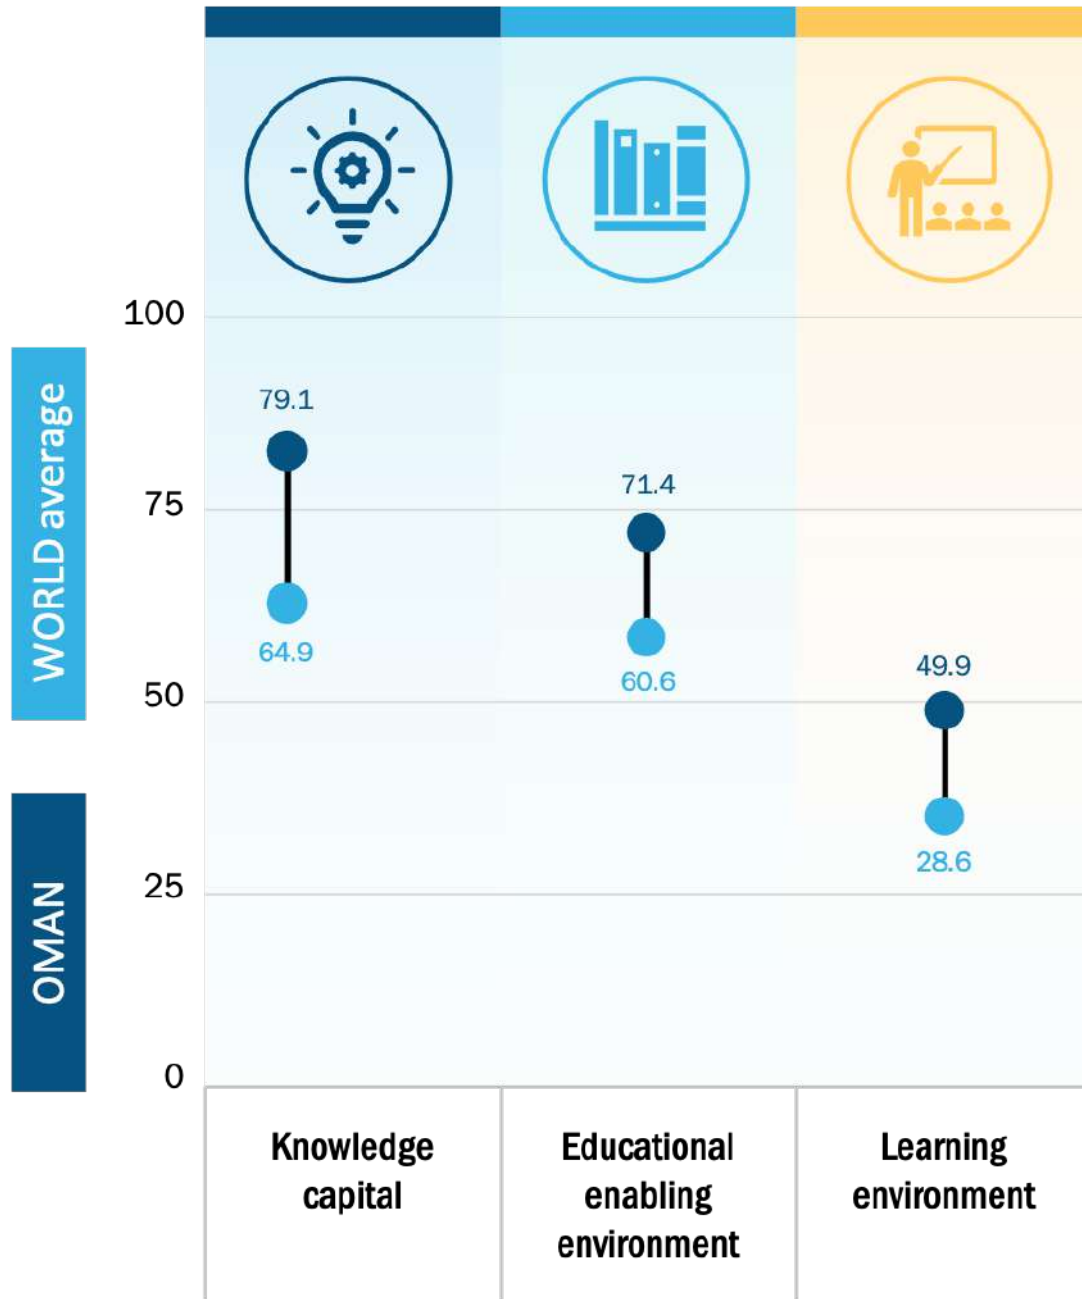 100
75
50
25
0
WORLD average
OMAN
79.1
64.9
71.4
60.6
49.9
28.6
Knowledge
capital
Educational
enabling
environment
Learning
environment